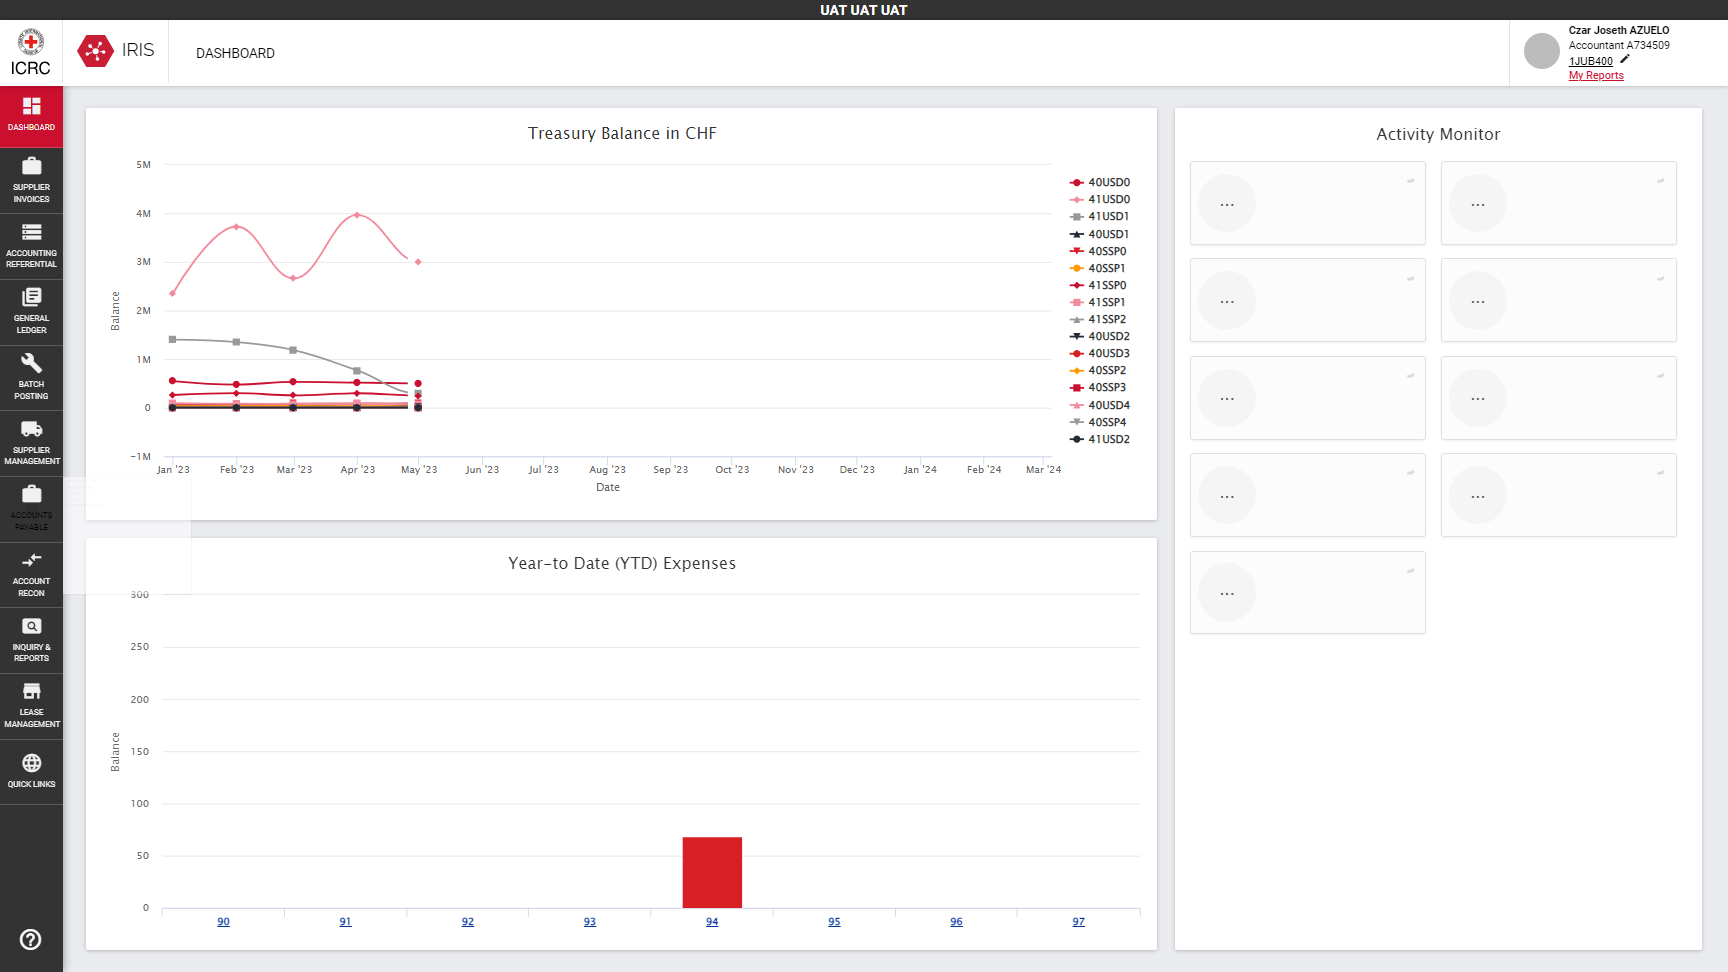 UAT UAT UAT
ICRC
IRIS
DASHBOARD
Czar Joseth AZUELO
Accountant A734509
1JUB400
My Reports
DASHBOARD
SUPPLIER
INVOICES
ACCOUNTING
REFERENTIAL
GENERAL
LEDGER
BATCH
POSTING
SUPPLIER
MANAGEMENT
ACCOUNTS
PAYABLE
ACCOUNT
RECON
INQUIRY &
REPORTS
LEASE
MANAGEMENT
QUICK LINKS
Treasury Balance in CHF
5M
4M
3M
2M
1M
0
−1M
Balance
Jan '23 Feb '23 Mar '23 Apr '23 May '23 Jun '23 Jul '23 Aug '23 Sep '23 Oct '23 Nov '23 Dec '23 Jan '24 Feb '24 Mar '24
Date
40USD0
41USD0
41USD1
40USD1
40SSP0
40SSP1
41SSP0
41SSP1
41SSP2
40USD2
40USD3
40SSP2
40SSP3
40USD4
40SSP4
41USD2
Year-to Date (YTD) Expenses
300
250
200
150
100
50
0
Balance
90 91 92 93 94 95 96 97
Activity Monitor
... ...
... ...
... ...
... ...
...